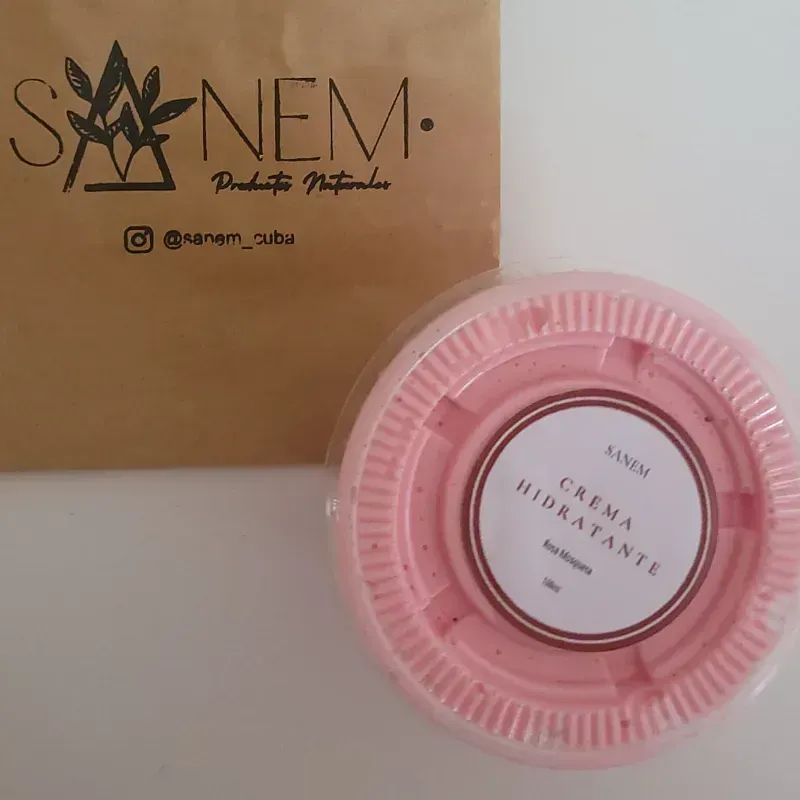 SANEM.
Productos Naturales
@sanem_cuba
SANEM
CREMA
HIDRATANTE
Rosa Mosqueta